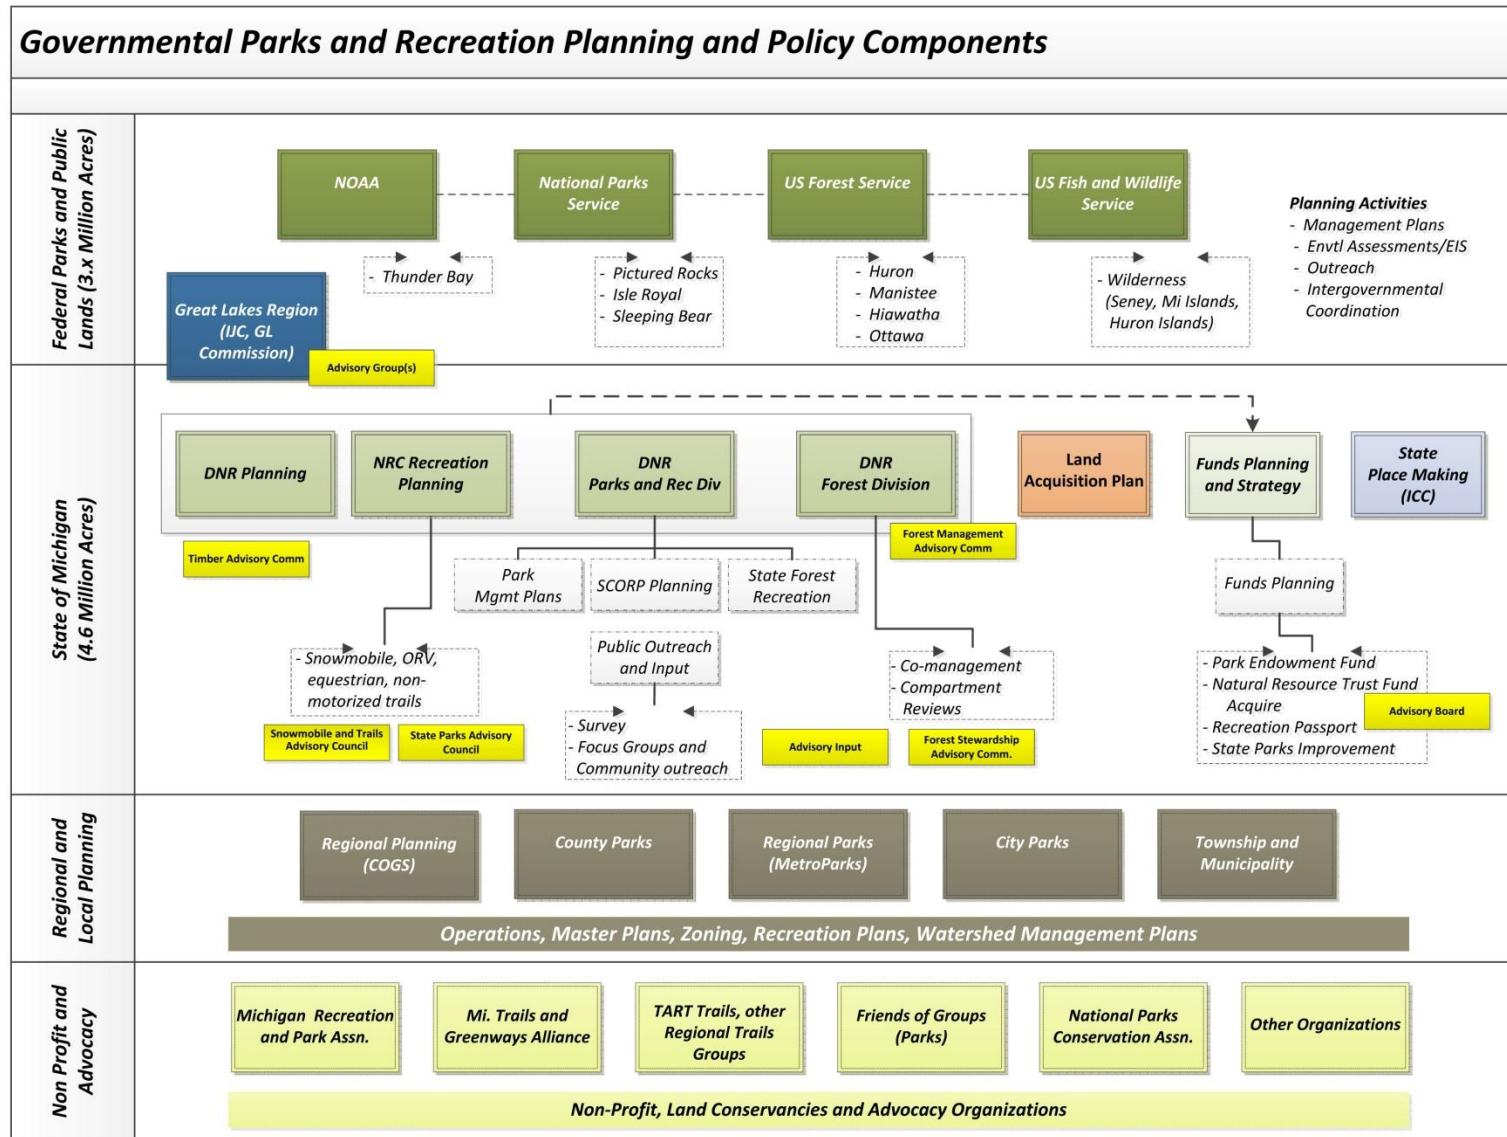 Governmental Parks and Recreation Planning and Policy Components
Federal Parks and Public
Lands (3.x Million Acres)
NOAA
National Parks
Service
US Forest Service
US Fish and Wildlife
Service
- Thunder Bay
- Pictured Rocks
- Isle Royal
- Sleeping Bear
- Huron
- Manistee
- Hiawatha
- Ottawa
- Wilderness
(Seney, Mi Islands,
Huron Islands)
Planning Activities
- Management Plans
- Envtl Assessments/EIS
- Outreach
- Intergovernmental
Coordination
Great Lakes Region
(IJC, GL
Commission)
Advisory Group(s)
State of Michigan
(4.6 Million Acres)
DNR Planning
NRC Recreation
Planning
DNR
Parks and Rec Div
DNR
Forest Division
Land
Acquisition Plan
Funds Planning
and Strategy
State
Place Making
(ICC)
Timber Advisory Comm
Forest Management
Advisory Comm
Park
Mgmt Plans
SCORP Planning
State Forest
Recreation
Funds Planning
- Snowmobile, ORV,
equestrian, non-
motorized trails
Public Outreach
and Input
- Co-management
- Compartment
Reviews
- Park Endowment Fund
- Natural Resource Trust Fund
Acquire
- Recreation Passport
- State Parks Improvement
Advisory Board
Snowmobile and Trails
Advisory Council
State Parks Advisory
Council
- Survey
- Focus Groups and
Community outreach
Advisory Input
Forest Stewardship
Advisory Comm.
Regional and
Local Planning
Regional Planning
(COGS)
County Parks
Regional Parks
(MetroParks)
City Parks
Township and
Municipality
Operations, Master Plans, Zoning, Recreation Plans, Watershed Management Plans
Non Profit and
Advocacy
Michigan Recreation
and Park Assn.
Mi. Trails and
Greenways Alliance
TART Trails, other
Regional Trails
Groups
Friends of Groups
(Parks)
National Parks
Conservation Assn.
Other Organizations
Non-Profit, Land Conservancies and Advocacy Organizations